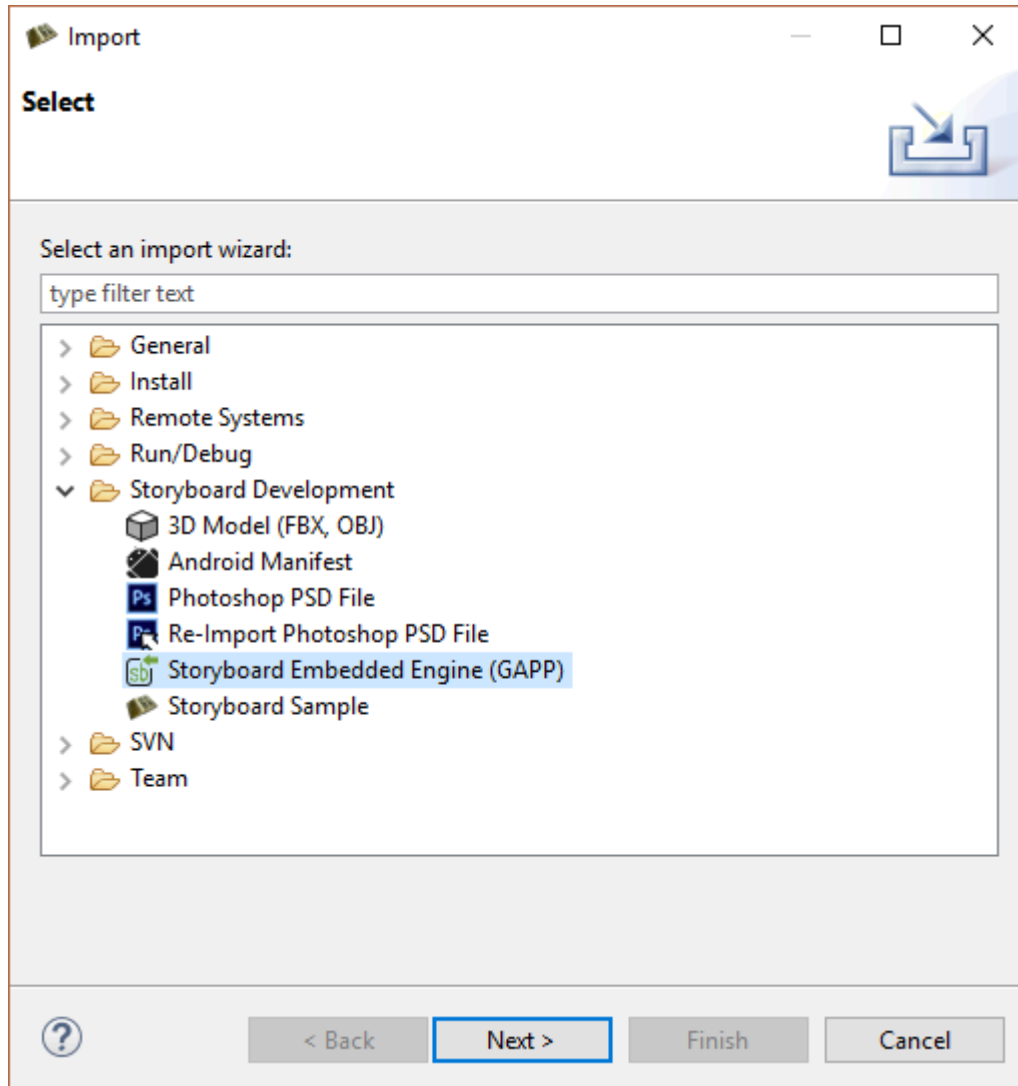 Import
Select
Select an import wizard:
type filter text
General
Install
Remote Systems
Run/Debug
Storyboard Development
3D Model (FBX, OBJ)
Android Manifest
Ps Photoshop PSD File
Re-Import Photoshop PSD File
sb Storyboard Embedded Engine (GAPP)
Storyboard Sample
SVN
Team
? < Back Next > Finish Cancel